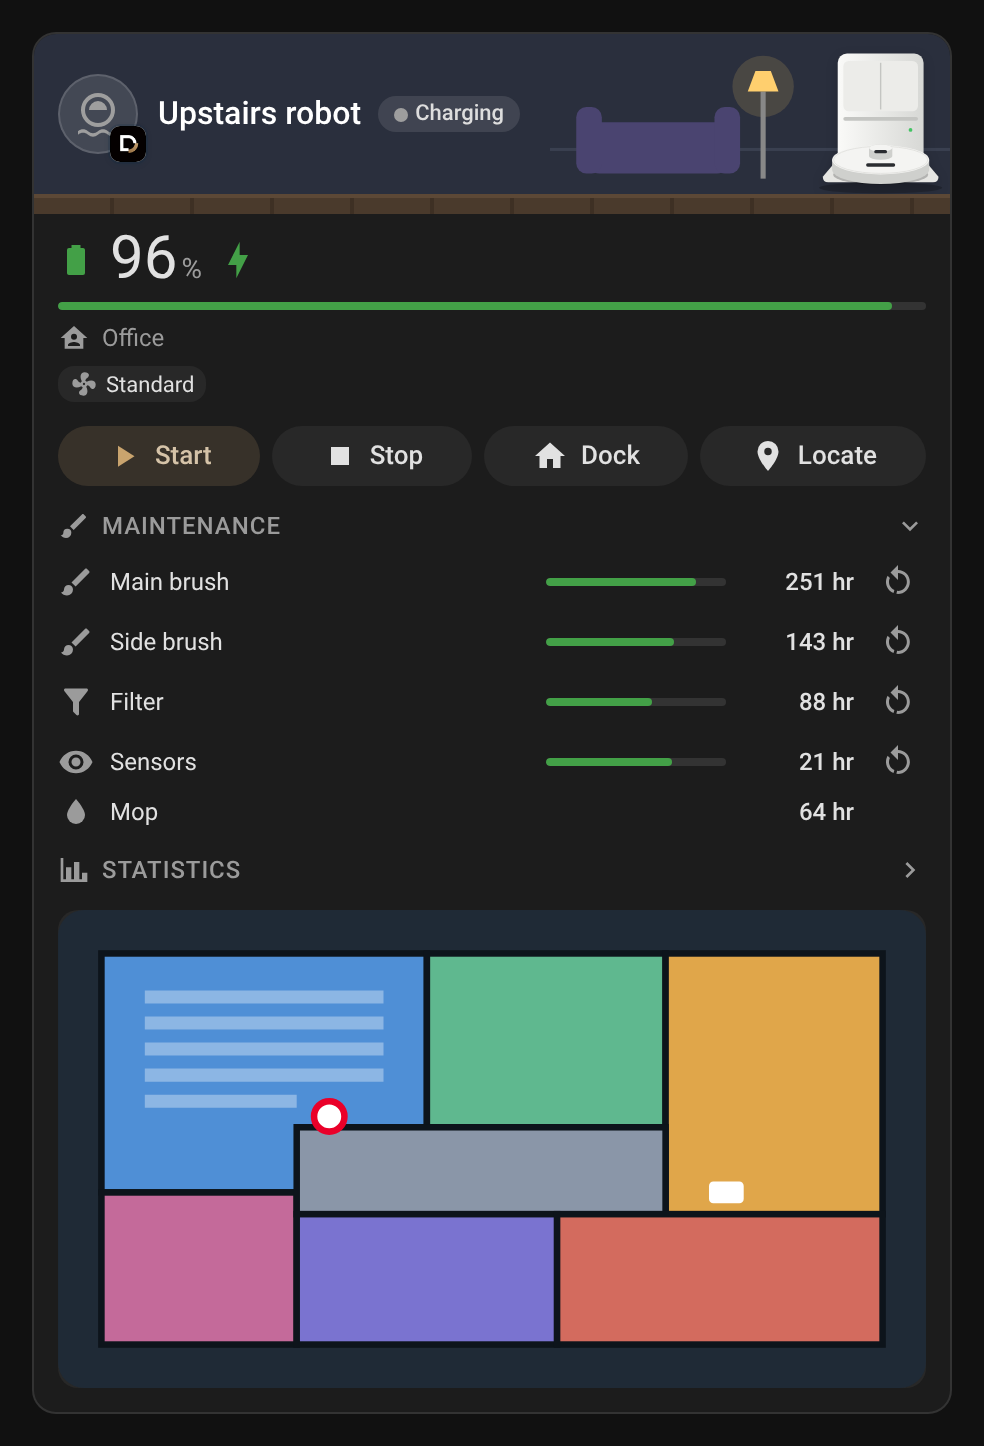 Upstairs robot
Charging
D
96 %
Office
Standard
Start
Stop
Dock
Locate
MAINTENANCE
Main brush 251 hr
Side brush 143 hr
Filter 88 hr
Sensors 21 hr
Mop 64 hr
STATISTICS